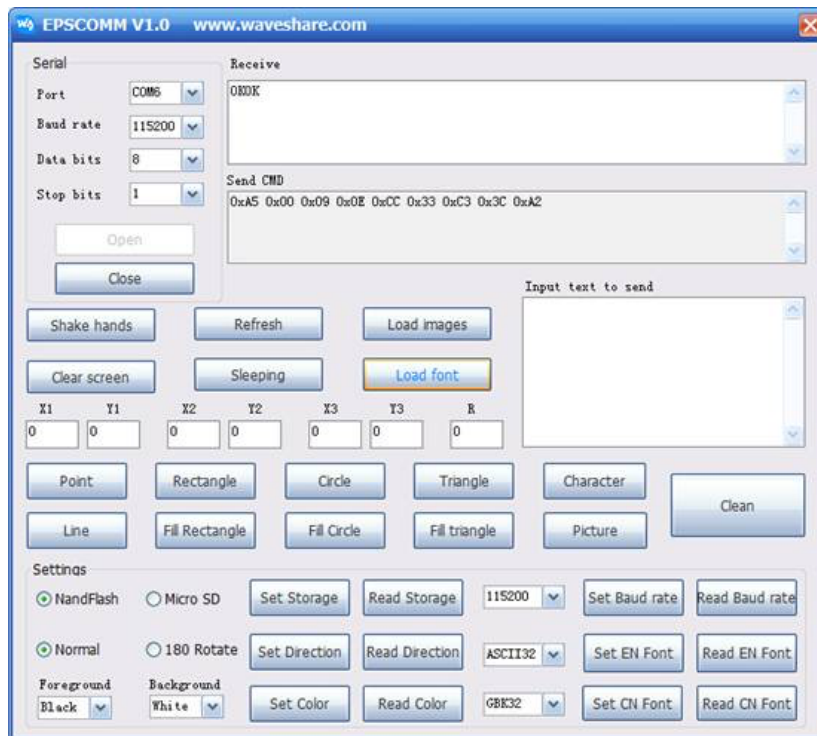 EPSCOMM V1.0 www.waveshare.com
Serial
Port COM6
Baud rate 115200
Data bits 8
Stop bits 1
Open
Close
Receive
OKOK
Send CMD
0xA5 0x00 0x09 0x0E 0xCC 0x33 0xC3 0x3C 0xA2
Input text to send
Shake hands Refresh Load images
Clear screen Sleeping Load font
X1 Y1 X2 Y2 X3 Y3 R
0 0 0 0 0 0 0
Point Rectangle Circle Triangle Character
Clean
Line Fill Rectangle Fill Circle Fill triangle Picture
Settings
NandFlash Micro SD Set Storage Read Storage 115200 Set Baud rate Read Baud rate
Normal 180 Rotate Set Direction Read Direction ASCII32 Set EN Font Read EN Font
Foreground Background
Black White Set Color Read Color GBK32 Set CN Font Read CN Font